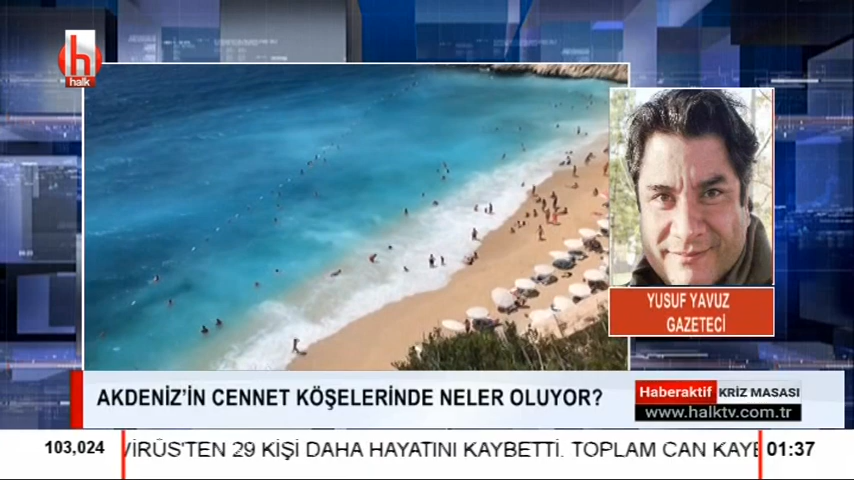 h
halk
YUSUF YAVUZ
GAZETECİ
AKDENİZ'İN CENNET KÖŞELERİNDE NELER OLUYOR?
Haberaktif KRİZ MASASI
www.halktv.com.tr
103,024 VİRÜS'TEN 29 KİŞİ DAHA HAYATINI KAYBETTİ. TOPLAM CAN KAYB 01:37